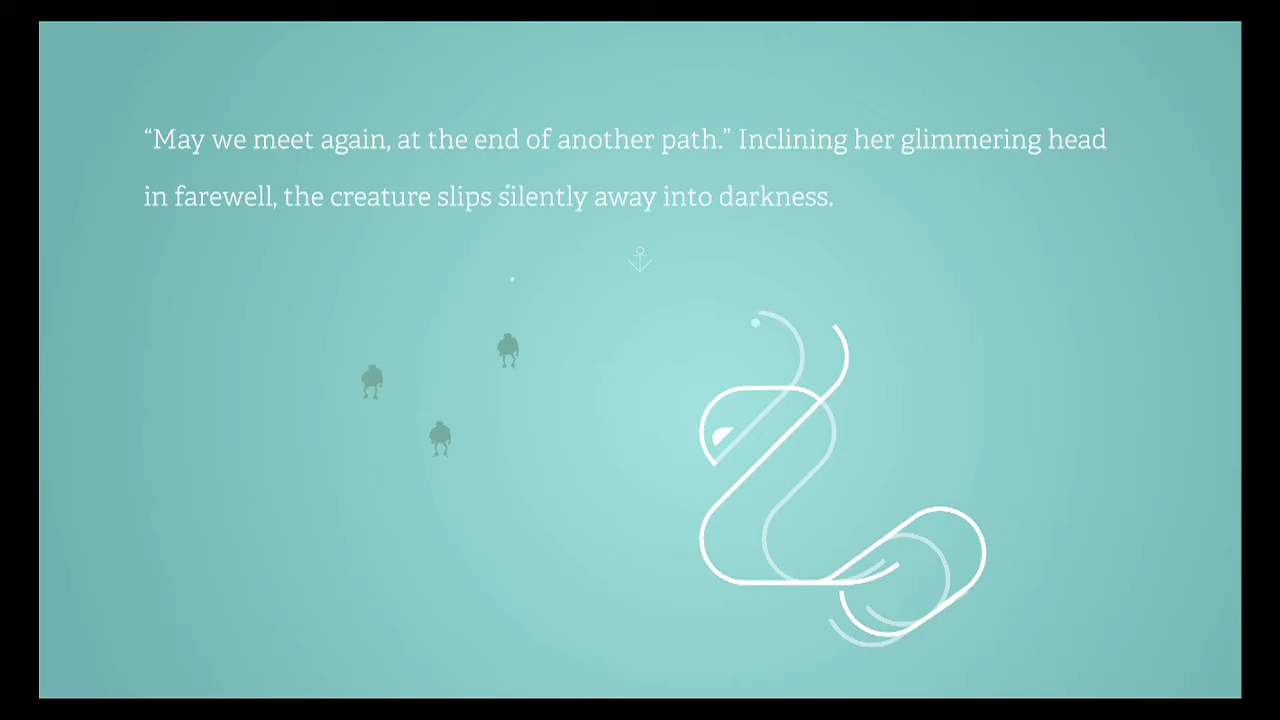 “May we meet again, at the end of another path.” Inclining her glimmering head
in farewell, the creature slips silently away into darkness.